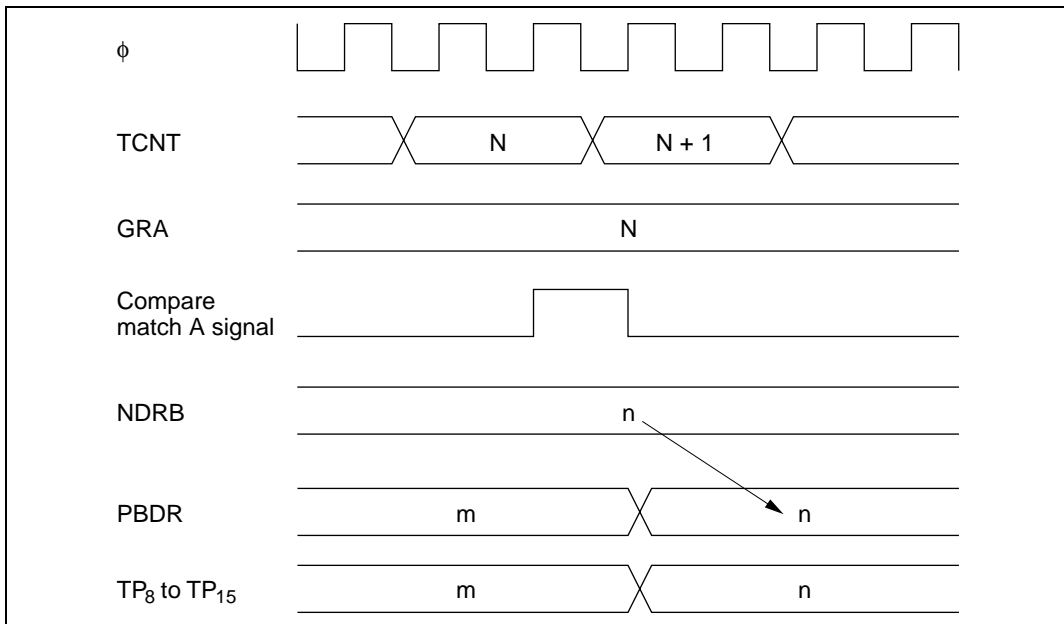 ϕ
TCNT N N + 1
GRA N
Compare
match A signal
NDRB n
PBDR m n
TP8 to TP15 m n